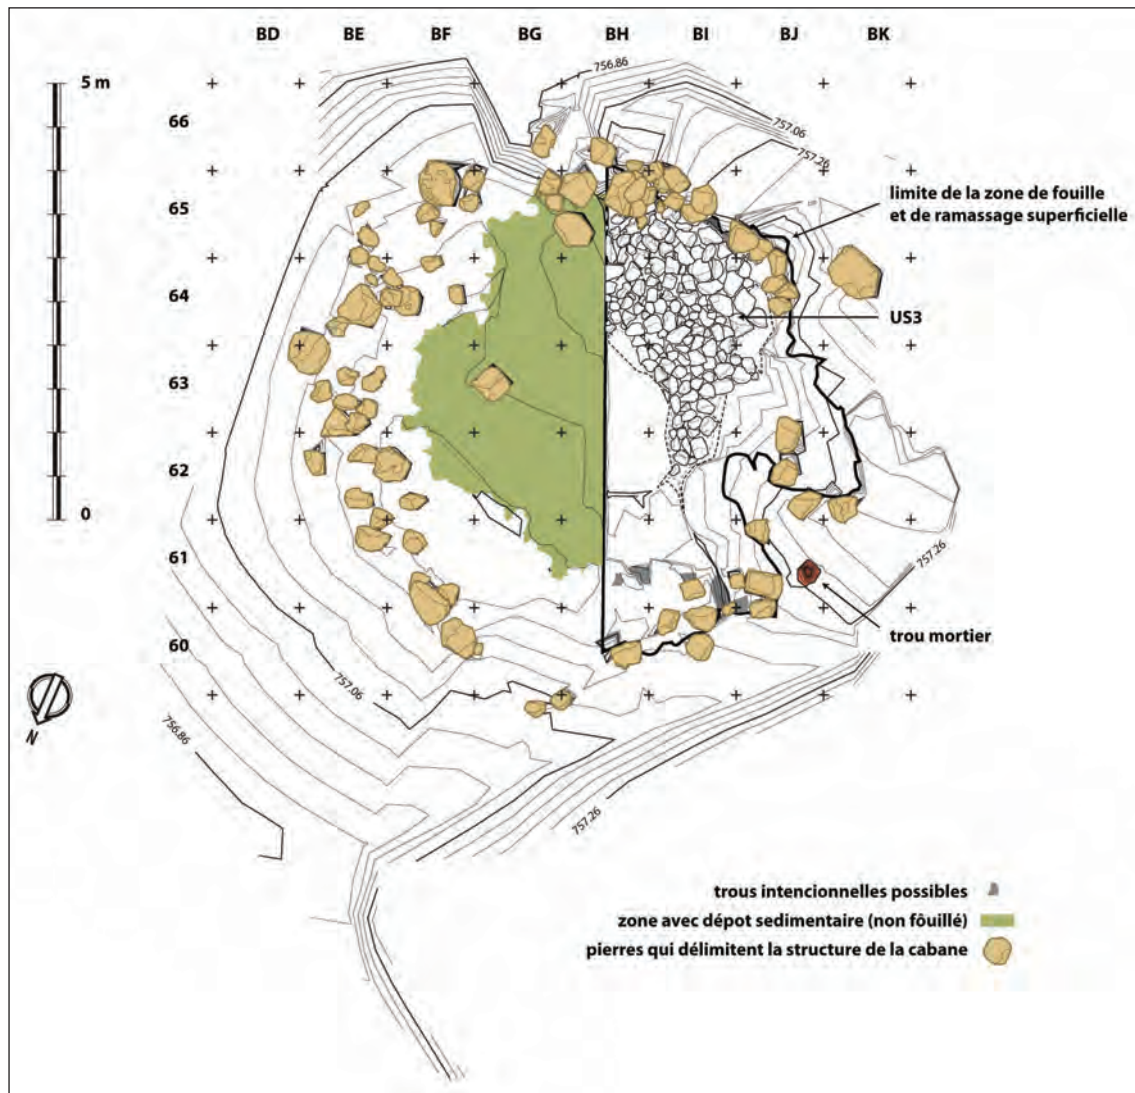 BD BE BF BG BH BI BJ BK
5 m
756.86
66
757.06
757.26
65
limite de la zone de fouille
et de ramassage superficielle
64
US3
63
62
0
61
757.26
trou mortier
60
757.06
N
756.86
757.26
trous intencionnelles possibles
zone avec dépot sedimentaire (non fôuillé)
pierres qui délimitent la structure de la cabane